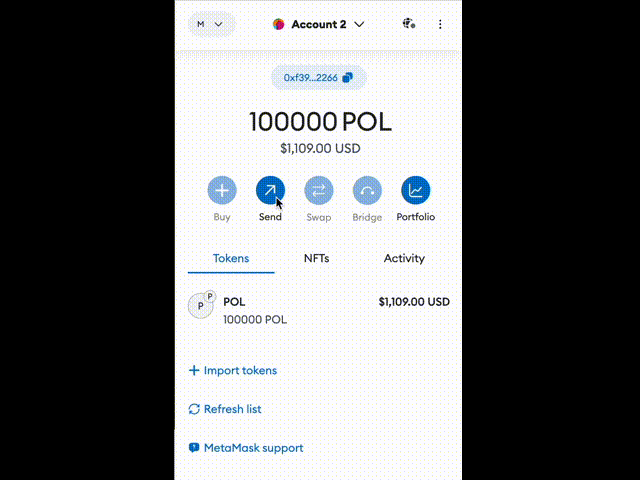 M
Account 2
0xf39...2266
100000 POL
$1,109.00 USD
Buy
Send
Swap
Bridge
Portfolio
Tokens
NFTs
Activity
P
P
POL
$1,109.00 USD
100000 POL
Import tokens
Refresh list
MetaMask support